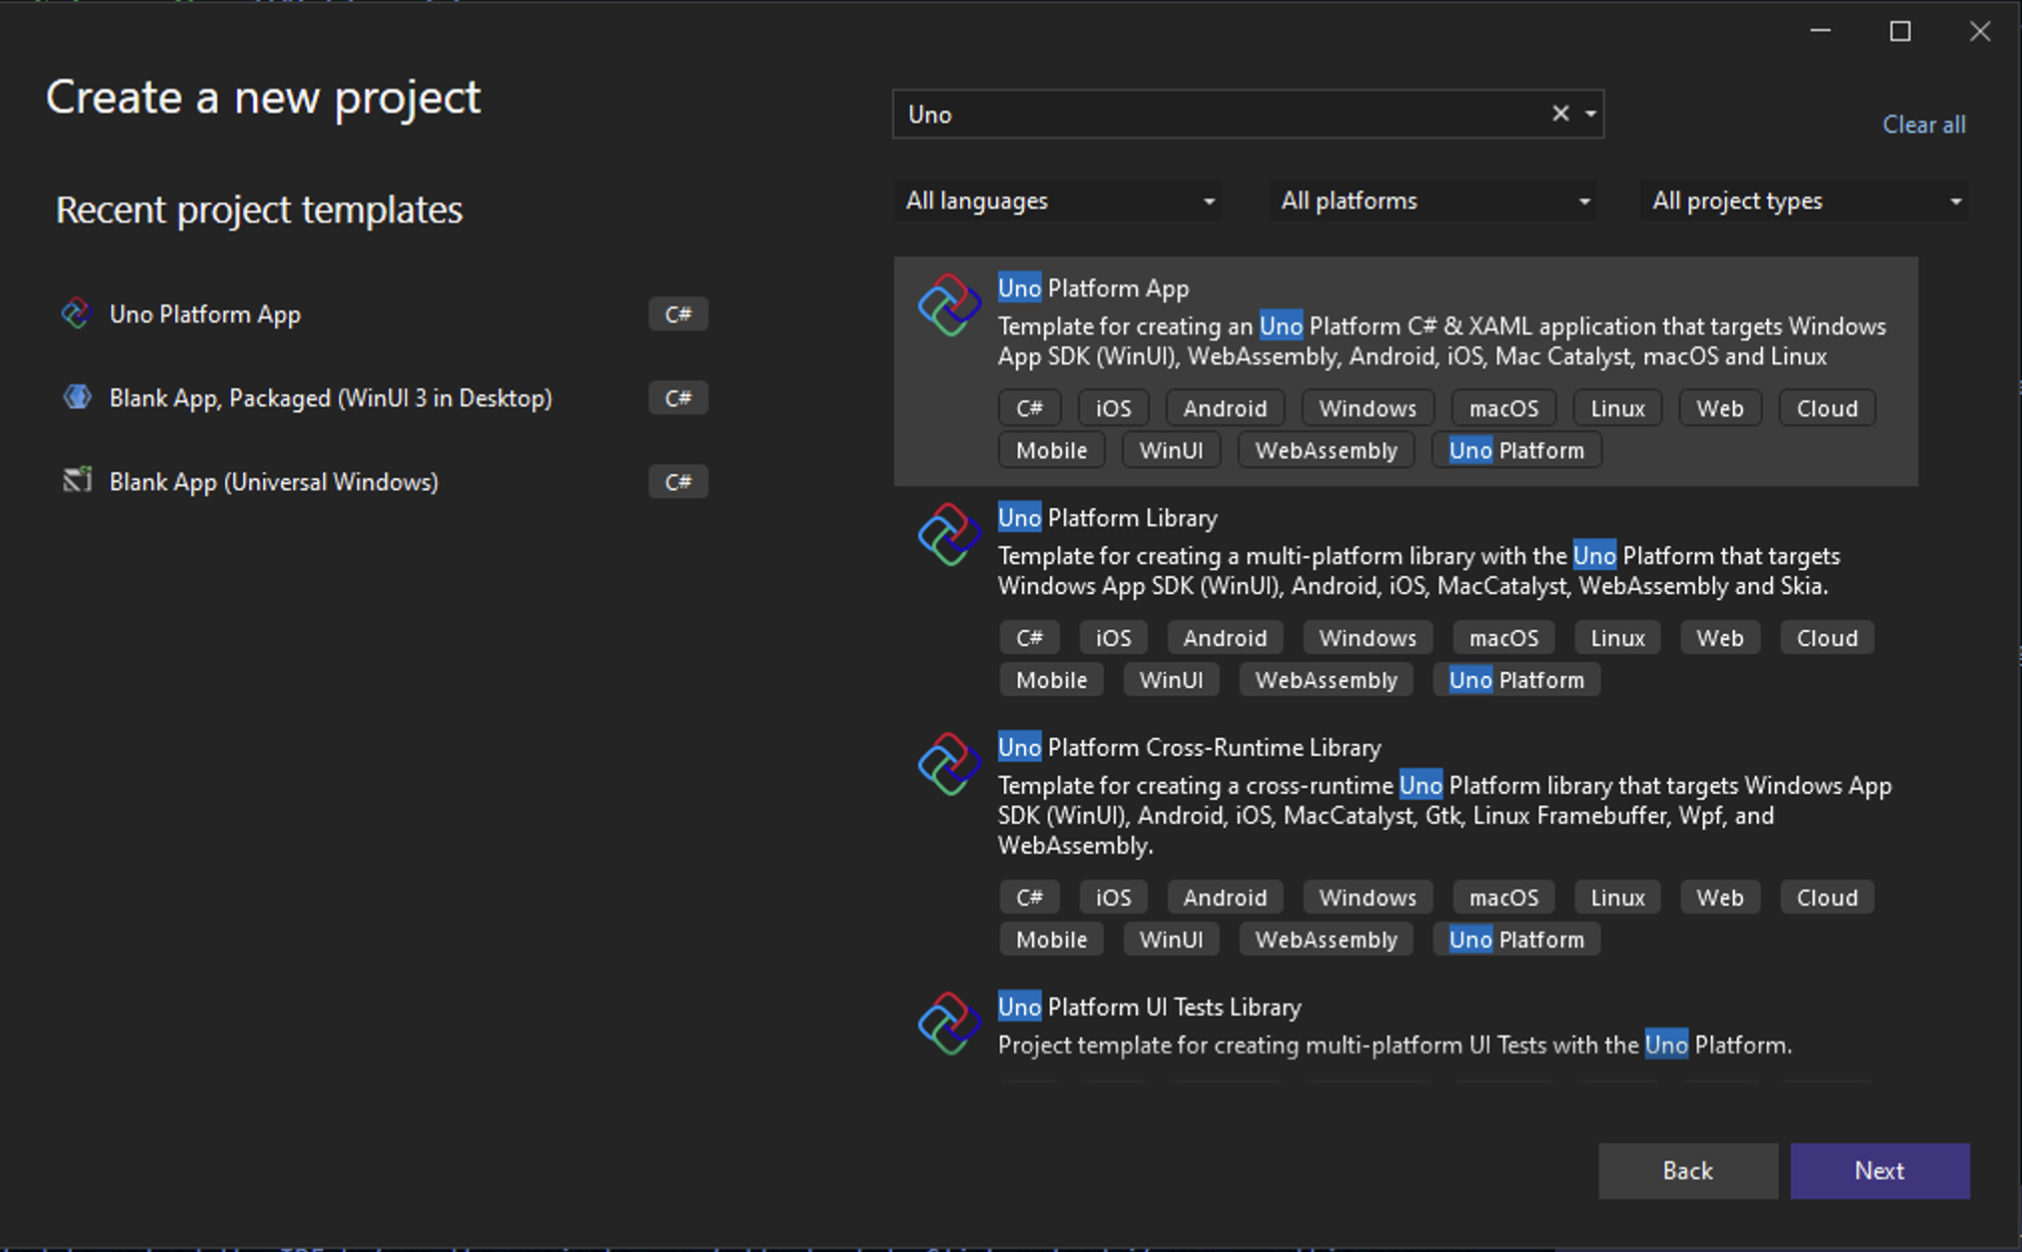 Create a new project
Uno
Clear all
Recent project templates
All languages
All platforms
All project types
Uno Platform App
C#
Blank App, Packaged (WinUI 3 in Desktop)
C#
Blank App (Universal Windows)
C#
Uno Platform App
Template for creating an Uno Platform C# & XAML application that targets Windows
App SDK (WinUI), WebAssembly, Android, iOS, Mac Catalyst, macOS and Linux
C# iOS Android Windows macOS Linux Web Cloud
Mobile WinUI WebAssembly Uno Platform
Uno Platform Library
Template for creating a multi-platform library with the Uno Platform that targets
Windows App SDK (WinUI), Android, iOS, MacCatalyst, WebAssembly and Skia.
C# iOS Android Windows macOS Linux Web Cloud
Mobile WinUI WebAssembly Uno Platform
Uno Platform Cross-Runtime Library
Template for creating a cross-runtime Uno Platform library that targets Windows App
SDK (WinUI), Android, iOS, MacCatalyst, Gtk, Linux Framebuffer, Wpf, and
WebAssembly.
C# iOS Android Windows macOS Linux Web Cloud
Mobile WinUI WebAssembly Uno Platform
Uno Platform UI Tests Library
Project template for creating multi-platform UI Tests with the Uno Platform.
Back
Next